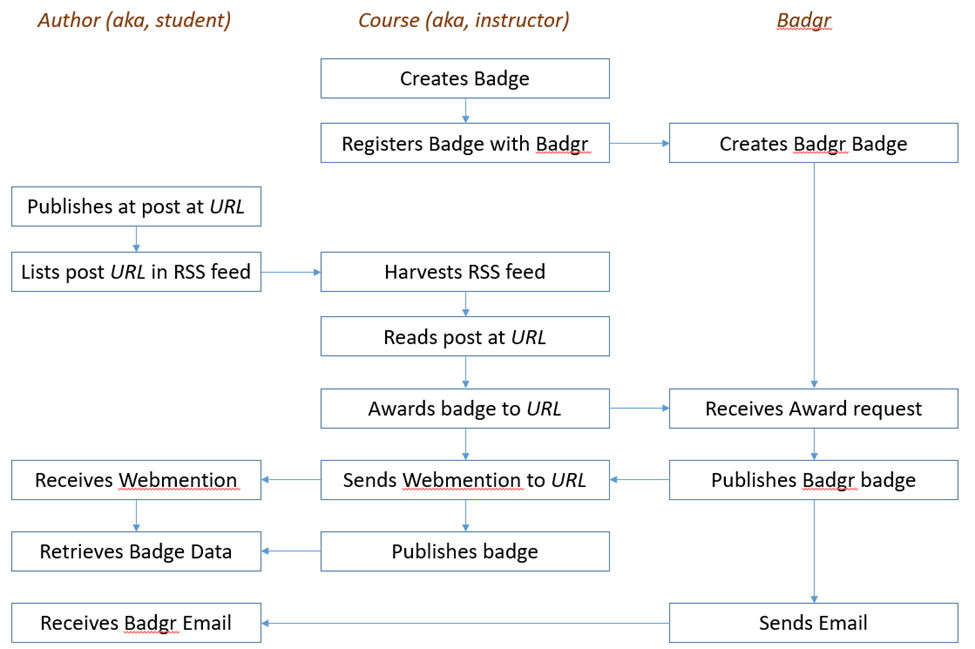 Author (aka, student)
Course (aka, instructor)
Badgr
Creates Badge
Registers Badge with Badgr
Creates Badgr Badge
Publishes at post at URL
Lists post URL in RSS feed
Harvests RSS feed
Reads post at URL
Awards badge to URL
Receives Award request
Receives Webmention
Sends Webmention to URL
Publishes Badgr badge
Retrieves Badge Data
Publishes badge
Receives Badgr Email
Sends Email